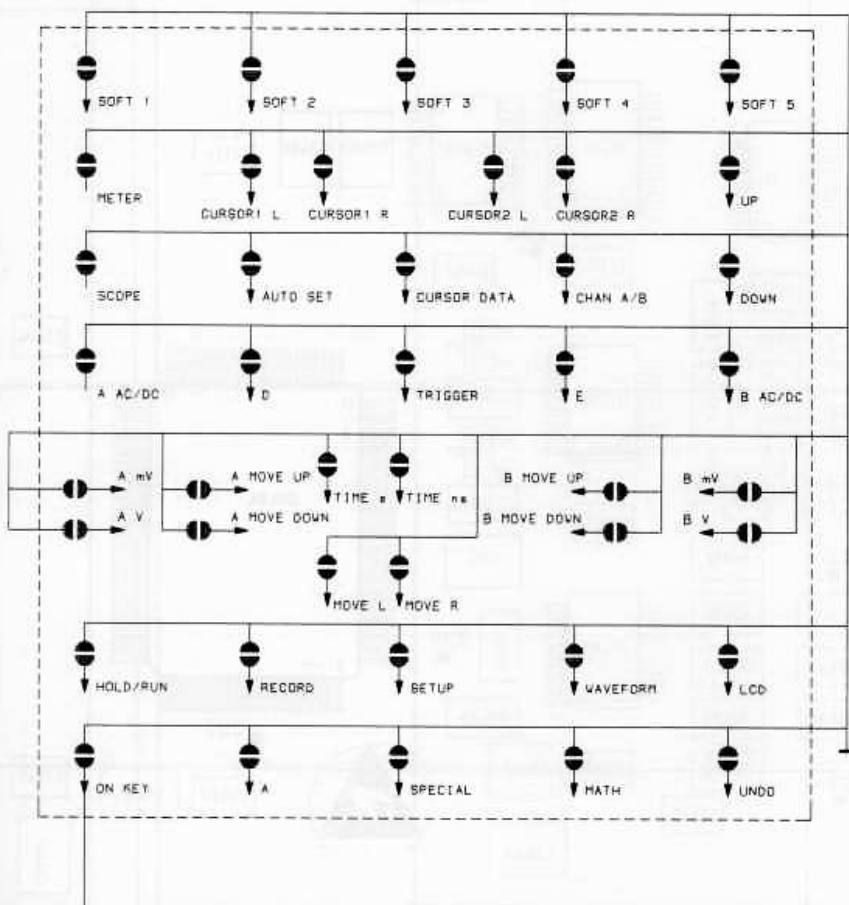 SOFT 1 SOFT 2 SOFT 3 SOFT 4 SOFT 5
METER CURSOR1 L CURSOR1 R CURSOR2 L CURSOR2 R UP
SCOPE AUTO SET CURSOR DATA CHAN A/B DOWN
A AC/DC D TRIGGER E B AC/DC
A mV A MOVE UP TIME s TIME ns B MOVE UP B mV
A V A MOVE DOWN B MOVE DOWN B V
MOVE L MOVE R
HOLD/RUN RECORD SETUP WAVEFORM LCD
ON KEY A SPECIAL MATH UNDO